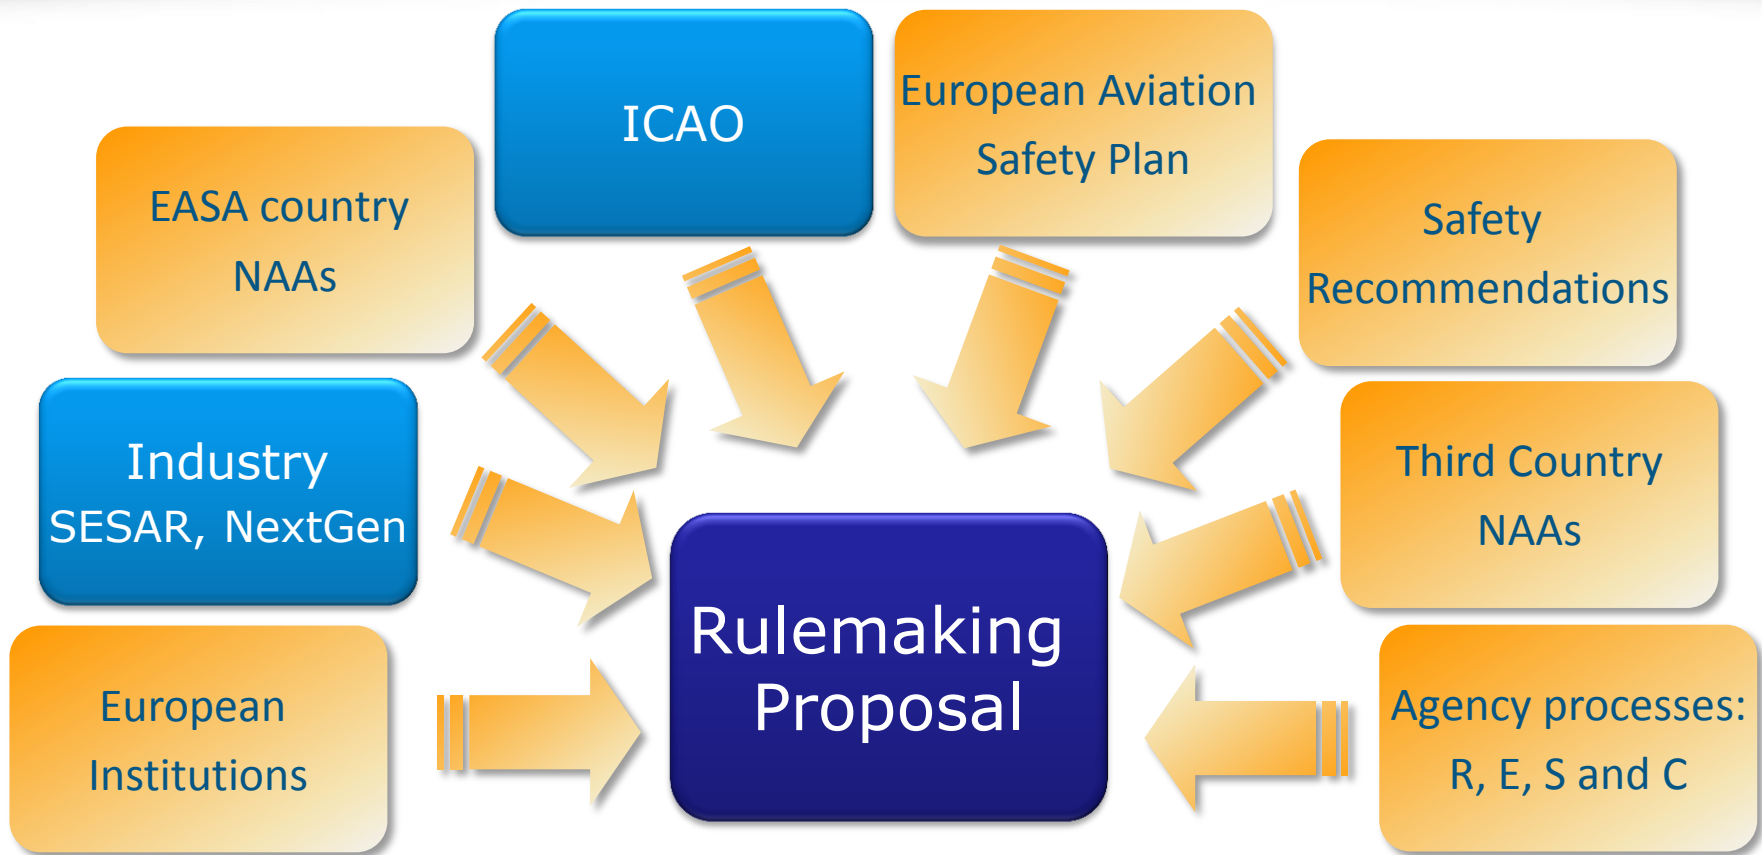 ICAO
European Aviation
Safety Plan
EASA country
NAAs
Safety
Recommendations
Industry
SESAR, NextGen
Third Country
NAAs
Rulemaking
Proposal
European
Institutions
Agency processes:
R, E, S and C